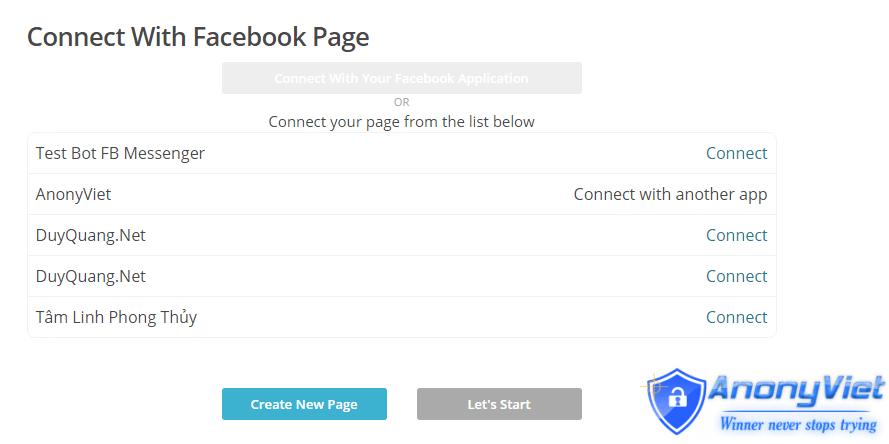 Connect With Facebook Page
Connect With Your Facebook Application
OR
Connect your page from the list below
Test Bot FB Messenger Connect
AnonyViet Connect with another app
DuyQuang.Net Connect
DuyQuang.Net Connect
Tâm Linh Phong Thủy Connect
Create New Page Let's Start
AnonyViet
Winner never stops trying